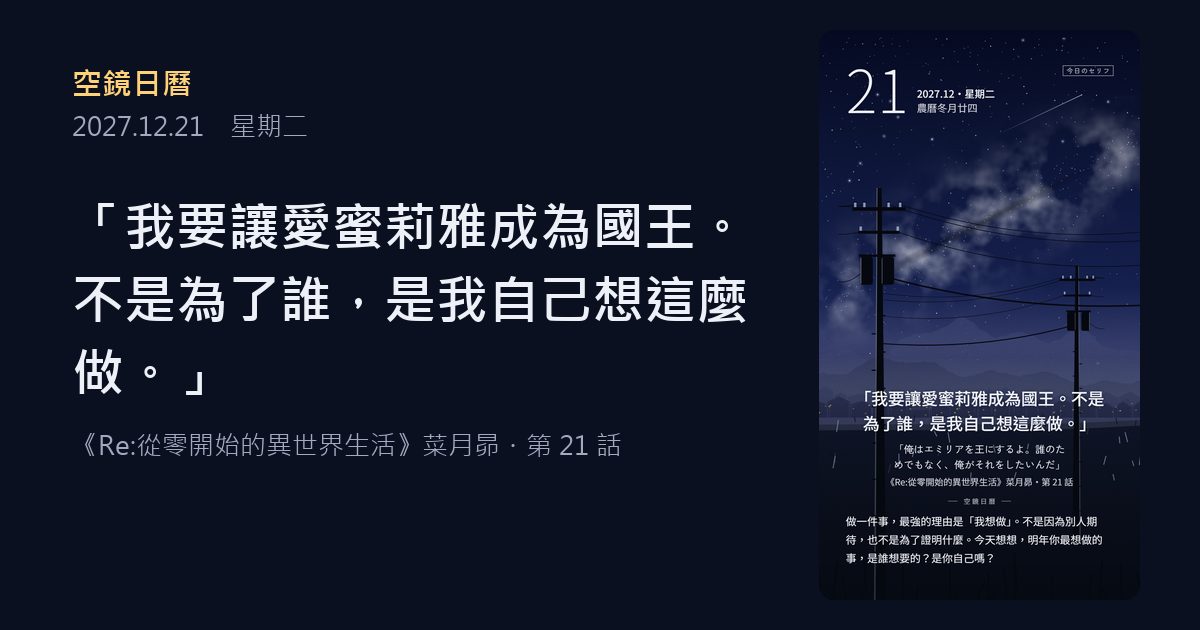 空鏡日曆
2027.12.21 星期二
「我要讓愛蜜莉雅成為國王。
不是為了誰，是我自己想這麼
做。」
《Re:從零開始的異世界生活》菜月昴・第 21 話
21
2027.12・星期二
農曆冬月廿四
今日のセリフ
「我要讓愛蜜莉雅成為國王。不是
為了誰，是我自己想這麼做。」
「俺はエミリアを王にするよ。誰のた
めでもなく、俺がそれをしたいんだ」
《Re:從零開始的異世界生活》菜月昴・第 21 話
— 空鏡日曆 —
做一件事，最強的理由是「我想做」。不是因為別人期
待，也不是為了證明什麼。今天想想，明年你最想做的
事，是誰想要的？是你自己嗎？